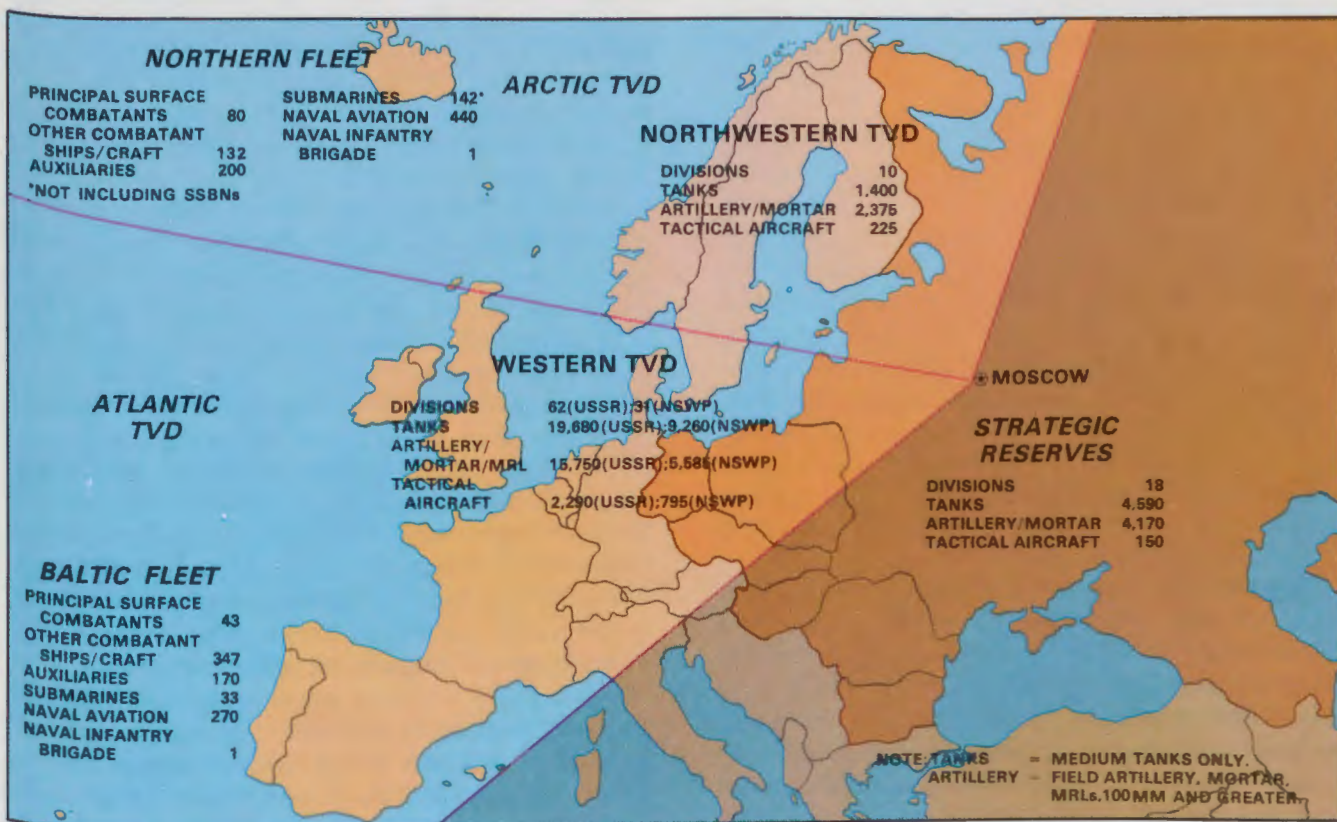 NORTHERN FLEET
PRINCIPAL SURFACE
COMBATANTS 80
OTHER COMBATANT
SHIPS/CRAFT 132
AUXILIARIES 200
*NOT INCLUDING SSBNs
SUBMARINES 142*
NAVAL AVIATION 440
NAVAL INFANTRY
BRIGADE 1
ARCTIC TVD
NORTHWESTERN TVD
DIVISIONS 10
TANKS 1,400
ARTILLERY/MORTAR 2,375
TACTICAL AIRCRAFT 225
WESTERN TVD
DIVISIONS 62(USSR);31(NSWP)
TANKS 19,680(USSR);9,260(NSWP)
ARTILLERY/
MORTAR/MRL 15,750(USSR);5,585(NSWP)
TACTICAL
AIRCRAFT 2,290(USSR);795(NSWP)
MOSCOW
ATLANTIC
TVD
STRATEGIC
RESERVES
DIVISIONS 18
TANKS 4,590
ARTILLERY/MORTAR 4,170
TACTICAL AIRCRAFT 150
BALTIC FLEET
PRINCIPAL SURFACE
COMBATANTS 43
OTHER COMBATANT
SHIPS/CRAFT 347
AUXILIARIES 170
SUBMARINES 33
NAVAL AVIATION 270
NAVAL INFANTRY
BRIGADE 1
NOTE: TANKS = MEDIUM TANKS ONLY.
ARTILLERY – FIELD ARTILLERY, MORTAR,
MRLs, 100MM AND GREATER.